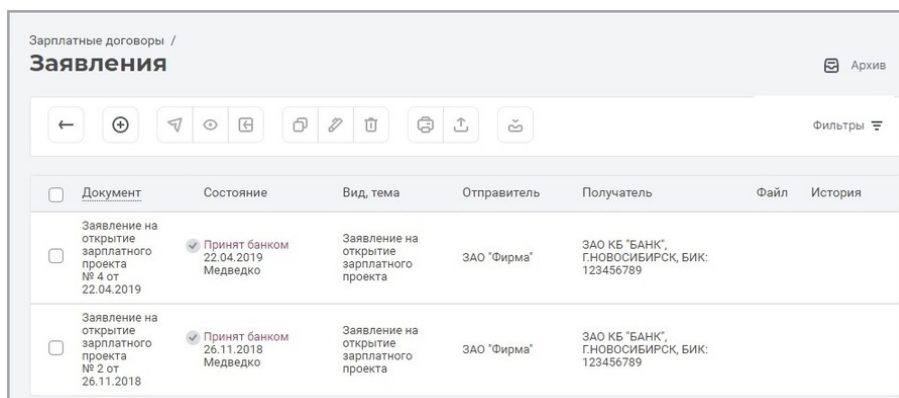 Зарплатные договоры /
Заявления
Архив
Фильтры
Документ Состояние Вид, тема Отправитель Получатель Файл История
Заявление на
открытие
зарплатного
проекта
№ 4 от
22.04.2019
Принят банком
22.04.2019
Медведко
Заявление на
открытие
зарплатного
проекта
ЗАО "Фирма"
ЗАО КБ "БАНК",
Г.НОВОСИБИРСК, БИК:
123456789
Заявление на
открытие
зарплатного
проекта
№ 2 от
26.11.2018
Принят банком
26.11.2018
Медведко
Заявление на
открытие
зарплатного
проекта
ЗАО "Фирма"
ЗАО КБ "БАНК",
Г.НОВОСИБИРСК, БИК:
123456789